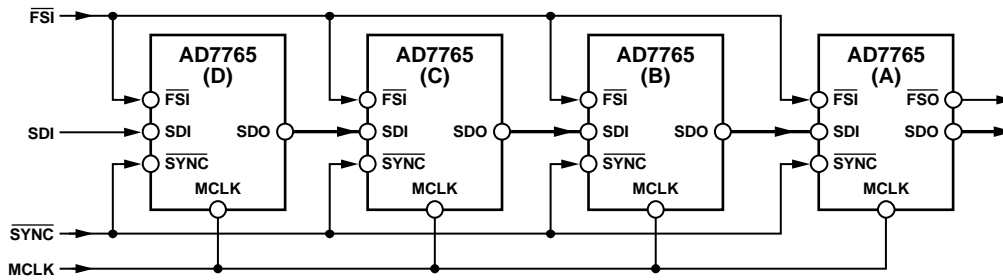 FSI
AD7765
(D)
FSI
SDI
SDO
SYNC
MCLK
AD7765
(C)
FSI
SDI
SDO
SYNC
MCLK
AD7765
(B)
FSI
SDI
SDO
SYNC
MCLK
AD7765
(A)
FSI
FSO
SDI
SDO
SYNC
MCLK
SDI
SYNC
MCLK